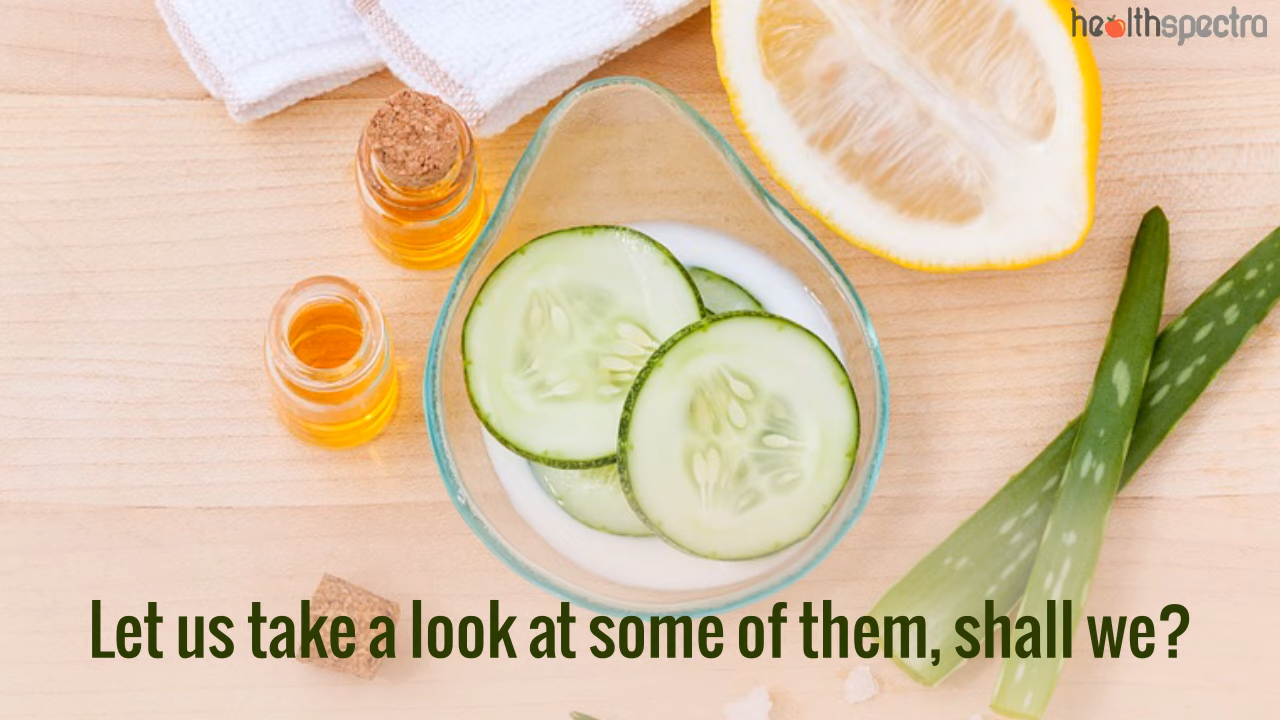 healthspectra
Let us take a look at some of them, shall we?